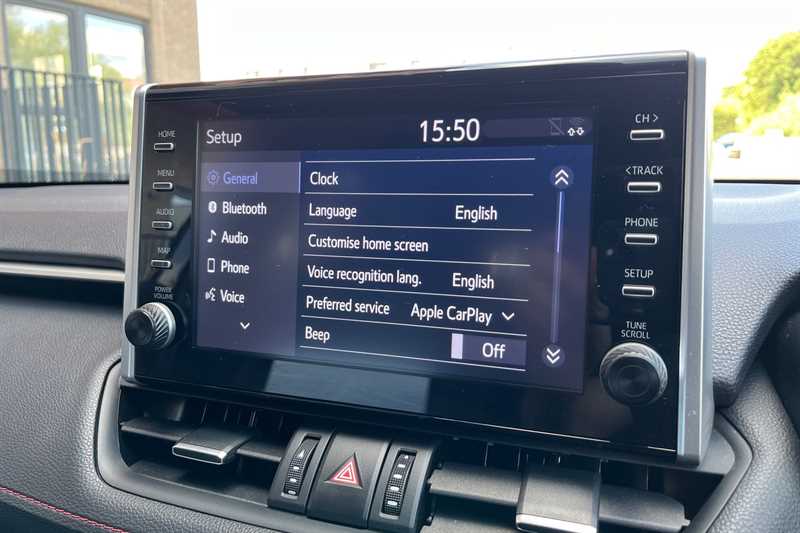 Setup 15:50
HOME
MENU
AUDIO
MAP
POWER
VOLUME
General
Bluetooth
Audio
Phone
Voice
Clock
Language English
Customise home screen
Voice recognition lang. English
Preferred service Apple CarPlay
Beep Off
CH >
< TRACK
PHONE
SETUP
TUNE
SCROLL